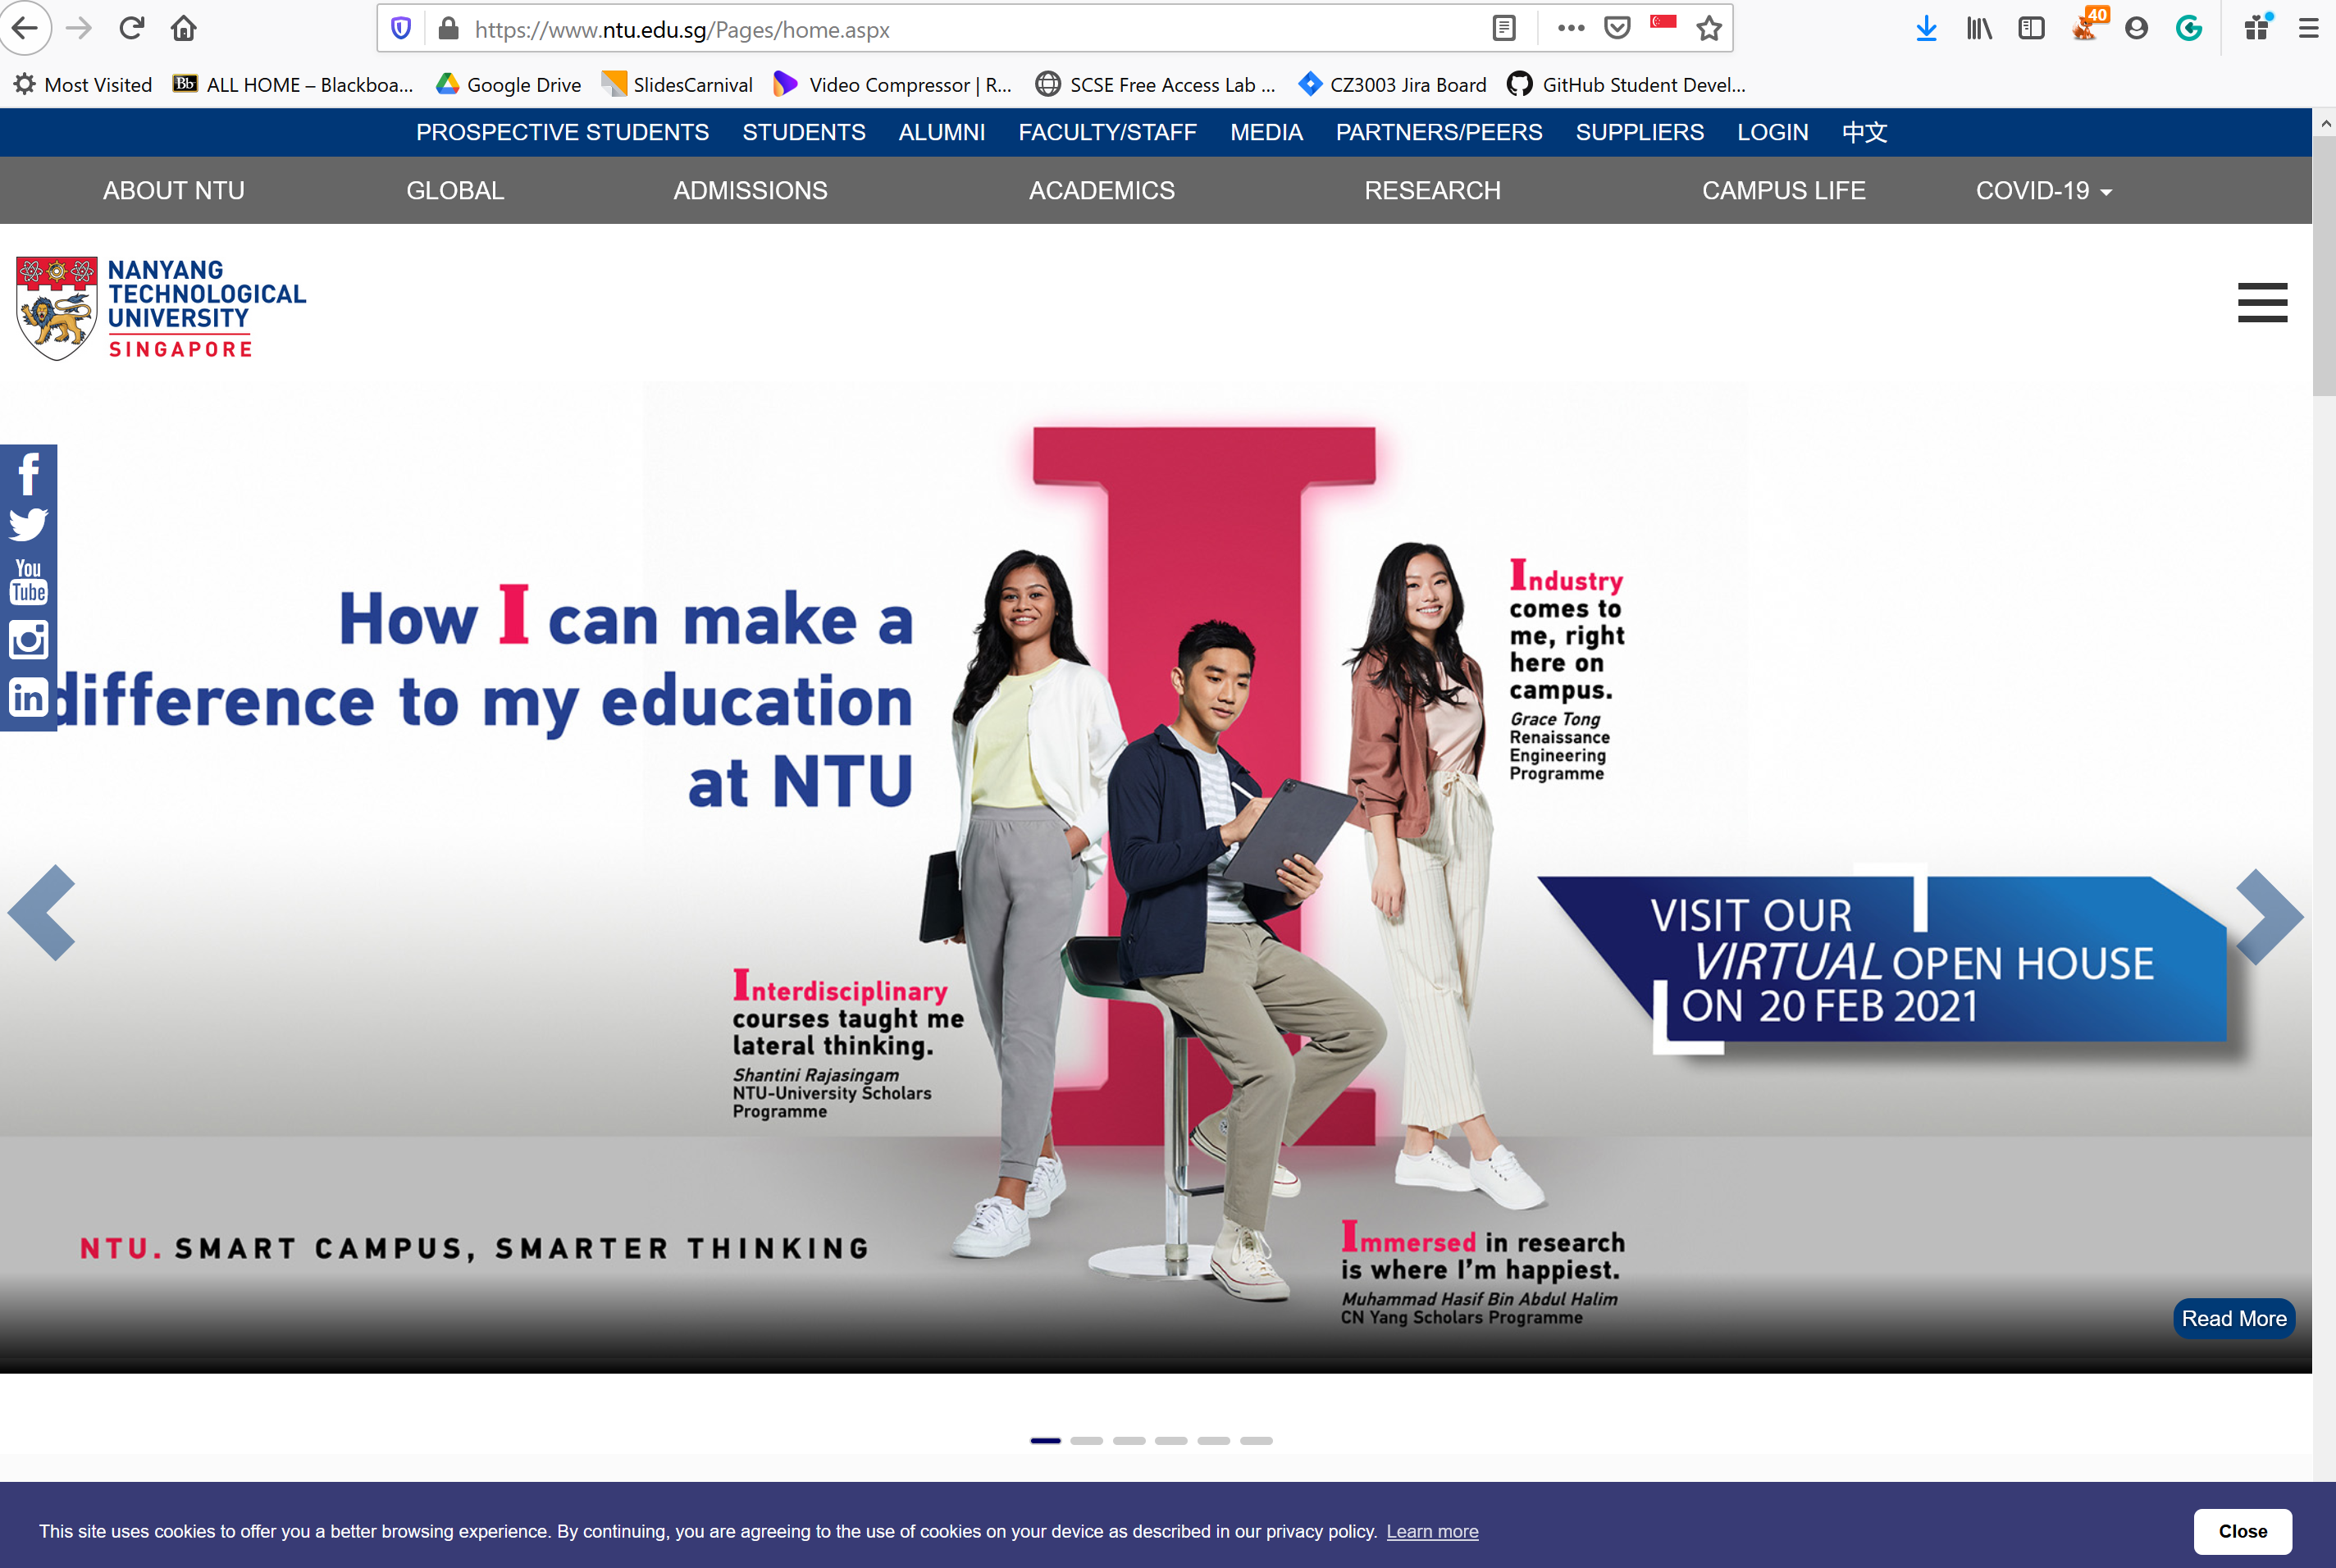 https://www.ntu.edu.sg/Pages/home.aspx
40
Most Visited
ALL HOME – Blackboa...
Google Drive
SlidesCarnival
Video Compressor | R...
SCSE Free Access Lab ...
CZ3003 Jira Board
GitHub Student Devel...
Bb
PROSPECTIVE STUDENTS
STUDENTS
ALUMNI
FACULTY/STAFF
MEDIA
PARTNERS/PEERS
SUPPLIERS
LOGIN
中文
ABOUT NTU
GLOBAL
ADMISSIONS
ACADEMICS
RESEARCH
CAMPUS LIFE
COVID-19
NANYANG
TECHNOLOGICAL
UNIVERSITY
SINGAPORE
f
You
Tube
in
How I can make a
difference to my education
at NTU
Industry
comes to
me, right
here on
campus.
Grace Tong
Renaissance
Engineering
Programme
VISIT OUR
VIRTUAL OPEN HOUSE
ON 20 FEB 2021
Interdisciplinary
courses taught me
lateral thinking.
Shantini Rajasingam
NTU-University Scholars
Programme
NTU. SMART CAMPUS, SMARTER THINKING
Immersed in research
is where I'm happiest.
Muhammad Hasif Bin Abdul Halim
CN Yang Scholars Programme
Read More
This site uses cookies to offer you a better browsing experience. By continuing, you are agreeing to the use of cookies on your device as described in our privacy policy. Learn more
Close